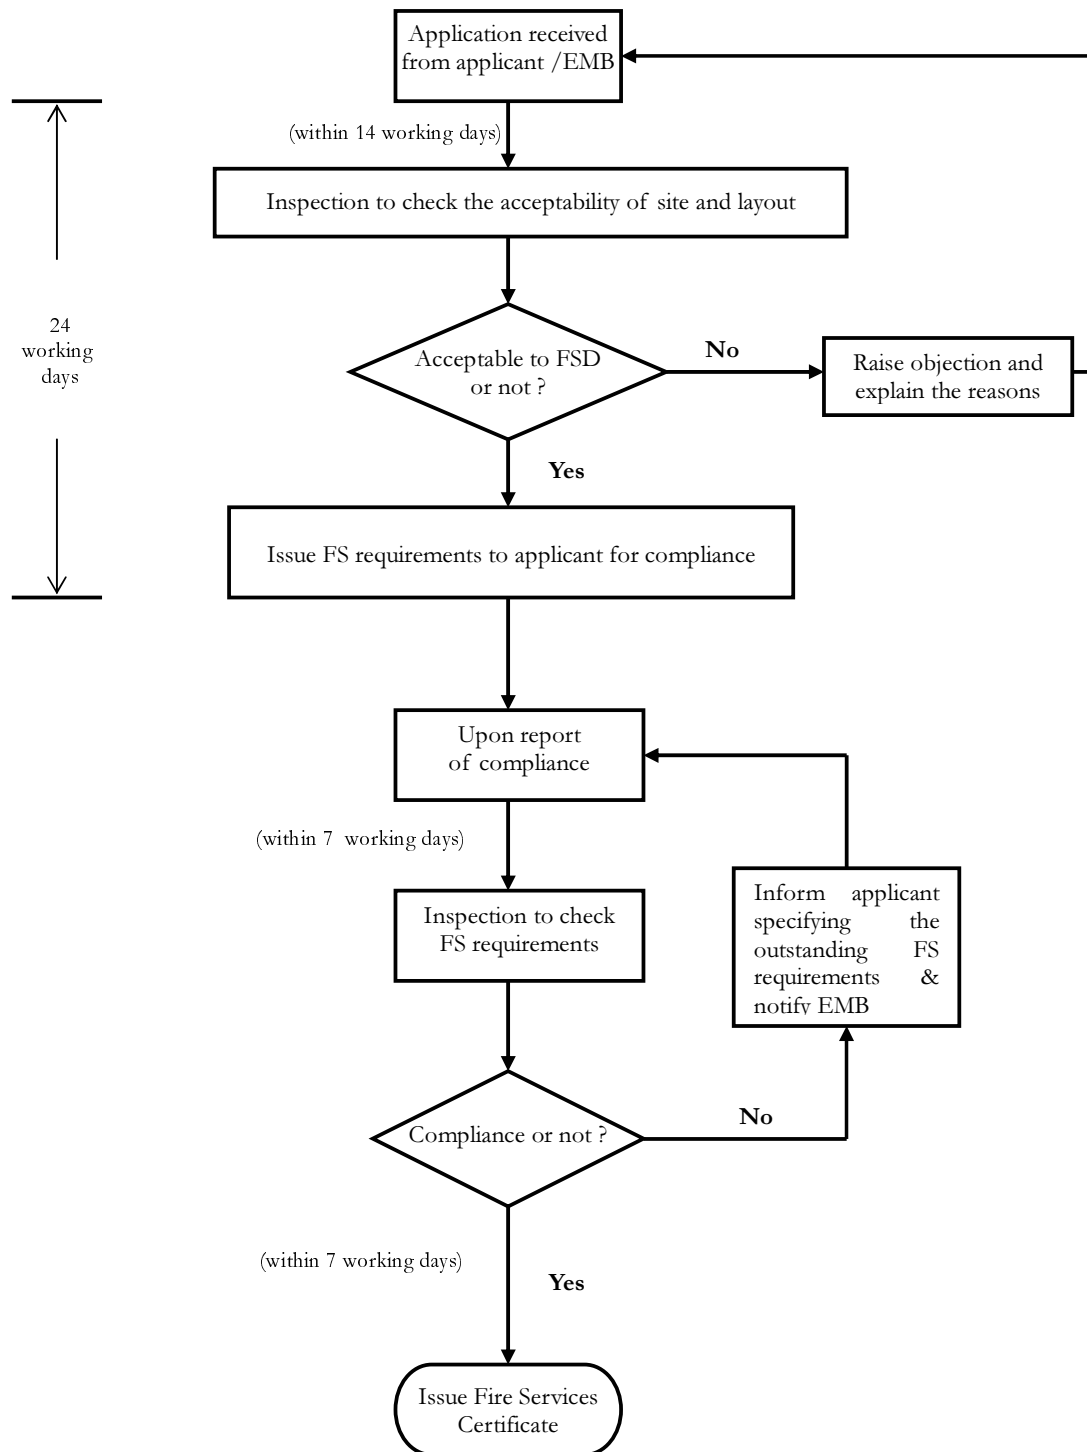 Application received
from applicant /EMB
(within 14 working days)
Inspection to check the acceptability of site and layout
24
working
days
Acceptable to FSD
or not ?
No
Raise objection and
explain the reasons
Yes
Issue FS requirements to applicant for compliance
Upon report
of compliance
(within 7 working days)
Inspection to check
FS requirements
Inform applicant
specifying the
outstanding FS
requirements &
notify EMB
Compliance or not ?
No
(within 7 working days)
Yes
Issue Fire Services
Certificate